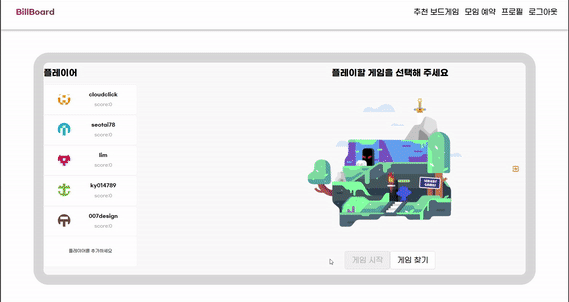 BillBoard
추천 보드게임 모임 예약 프로필 로그아웃
플레이어
플레이할 게임을 선택해 주세요
cloudclick
score:0
seotai78
score:0
lim
score:0
ky014789
score:0
007design
score:0
플레이어를 추가하세요
게임 시작 게임 찾기